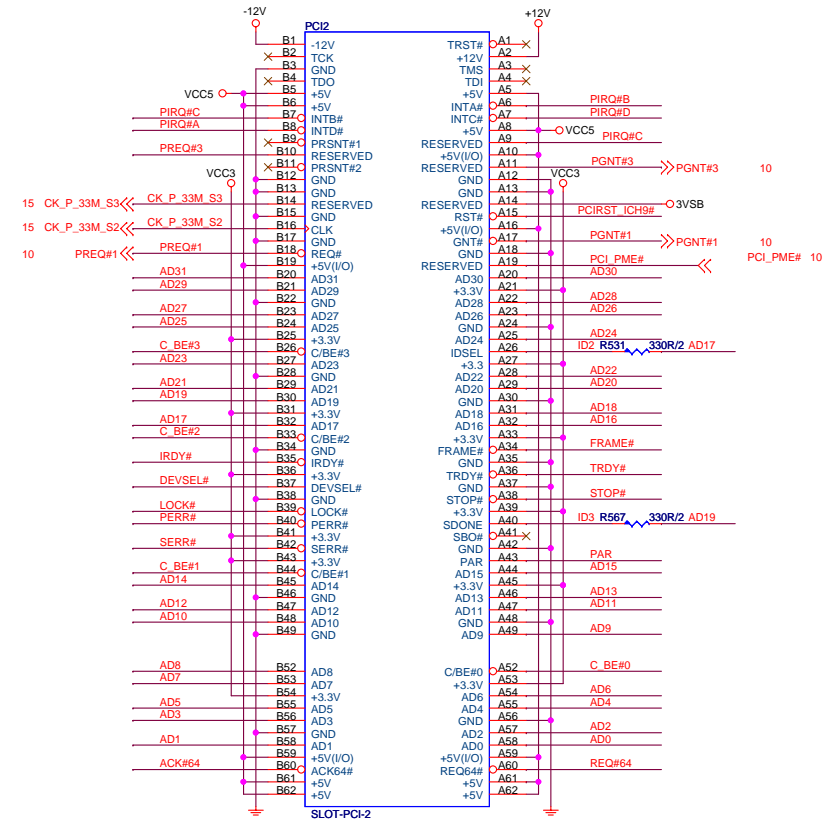 -12V +12V
PCI2
B1 -12V TRST# A1
B2 TCK +12V A2
B3 GND TMS A3
B4 TDO TDI A4
VCC5 B5 +5V +5V A5
B6 +5V INTA# A6 PIRQ#B
PIRQ#C B7 INTB# INTC# A7 PIRQ#D
PIRQ#A B8 INTD# +5V A8 VCC5
B9 PRSNT#1 RESERVED A9 PIRQ#C
PREQ#3 B10 RESERVED +5V(I/O) A10
B11 PRSNT#2 RESERVED A11 PGNT#3 PGNT#3 10
VCC3 B12 GND GND A12 VCC3
B13 GND GND A13
15 CK_P_33M_S3 CK_P_33M_S3 B14 RESERVED RESERVED A14 3VSB
B15 GND RST# A15 PCIRST_ICH9#
15 CK_P_33M_S2 CK_P_33M_S2 B16 CLK +5V(I/O) A16
B17 GND GNT# A17 PGNT#1 PGNT#1 10
10 PREQ#1 PREQ#1 B18 REQ# GND A18
B19 +5V(I/O) RESERVED A19 PCI_PME# PCI_PME# 10
AD31 B20 AD31 AD30 A20 AD30
AD29 B21 AD29 +3.3V A21
B22 GND AD28 A22 AD28
AD27 B23 AD27 AD26 A23 AD26
AD25 B24 AD25 GND A24
B25 +3.3V AD24 A25 AD24
C_BE#3 B26 C/BE#3 IDSEL A26 ID2 R531 330R/2 AD17
AD23 B27 AD23 +3.3 A27
B28 GND AD22 A28 AD22
AD21 B29 AD21 AD20 A29 AD20
AD19 B30 AD19 GND A30
B31 +3.3V AD18 A31 AD18
AD17 B32 AD17 AD16 A32 AD16
C_BE#2 B33 C/BE#2 +3.3V A33
B34 GND FRAME# A34 FRAME#
IRDY# B35 IRDY# GND A35
B36 +3.3V TRDY# A36 TRDY#
DEVSEL# B37 DEVSEL# GND A37
B38 GND STOP# A38 STOP#
LOCK# B39 LOCK# +3.3V A39
PERR# B40 PERR# SDONE A40 ID3 R567 330R/2 AD19
B41 +3.3V SBO# A41
SERR# B42 SERR# GND A42
B43 +3.3V PAR A43 PAR
C_BE#1 B44 C/BE#1 AD15 A44 AD15
AD14 B45 AD14 +3.3V A45
B46 GND AD13 A46 AD13
AD12 B47 AD12 AD11 A47 AD11
AD10 B48 AD10 GND A48
B49 GND AD9 A49 AD9
AD8 B52 AD8 C/BE#0 A52 C_BE#0
AD7 B53 AD7 +3.3V A53
B54 +3.3V AD6 A54 AD6
AD5 B55 AD5 AD4 A55 AD4
AD3 B56 AD3 GND A56
B57 GND AD2 A57 AD2
AD1 B58 AD1 AD0 A58 AD0
B59 +5V(I/O) +5V(I/O) A59
ACK#64 B60 ACK64# REQ64# A60 REQ#64
B61 +5V +5V A61
B62 +5V +5V A62
SLOT-PCI-2